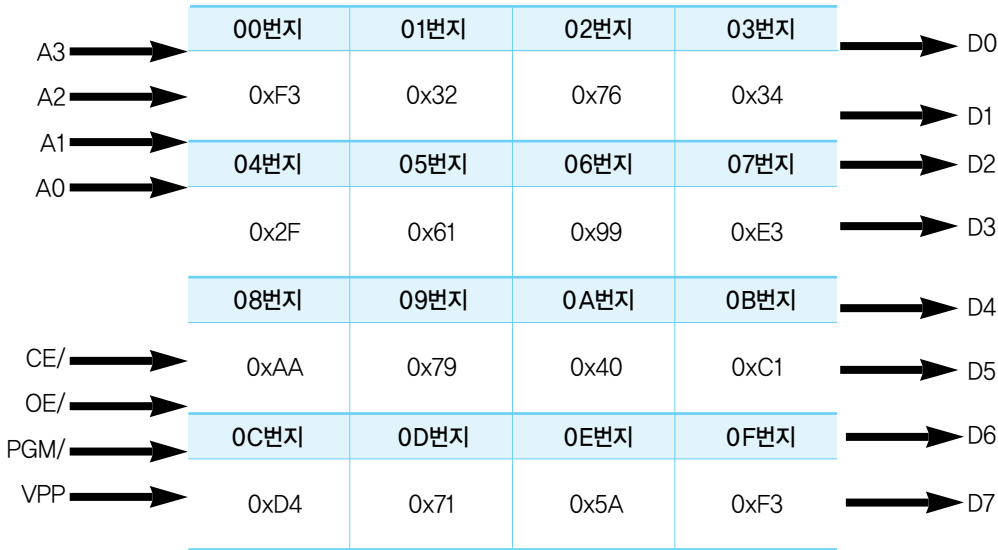 A3
A2
A1
A0
CE/
OE/
PGM/
VPP
00번지 01번지 02번지 03번지
0xF3 0x32 0x76 0x34
04번지 05번지 06번지 07번지
0x2F 0x61 0x99 0xE3
08번지 09번지 0A번지 0B번지
0xAA 0x79 0x40 0xC1
0C번지 0D번지 0E번지 0F번지
0xD4 0x71 0x5A 0xF3
D0
D1
D2
D3
D4
D5
D6
D7